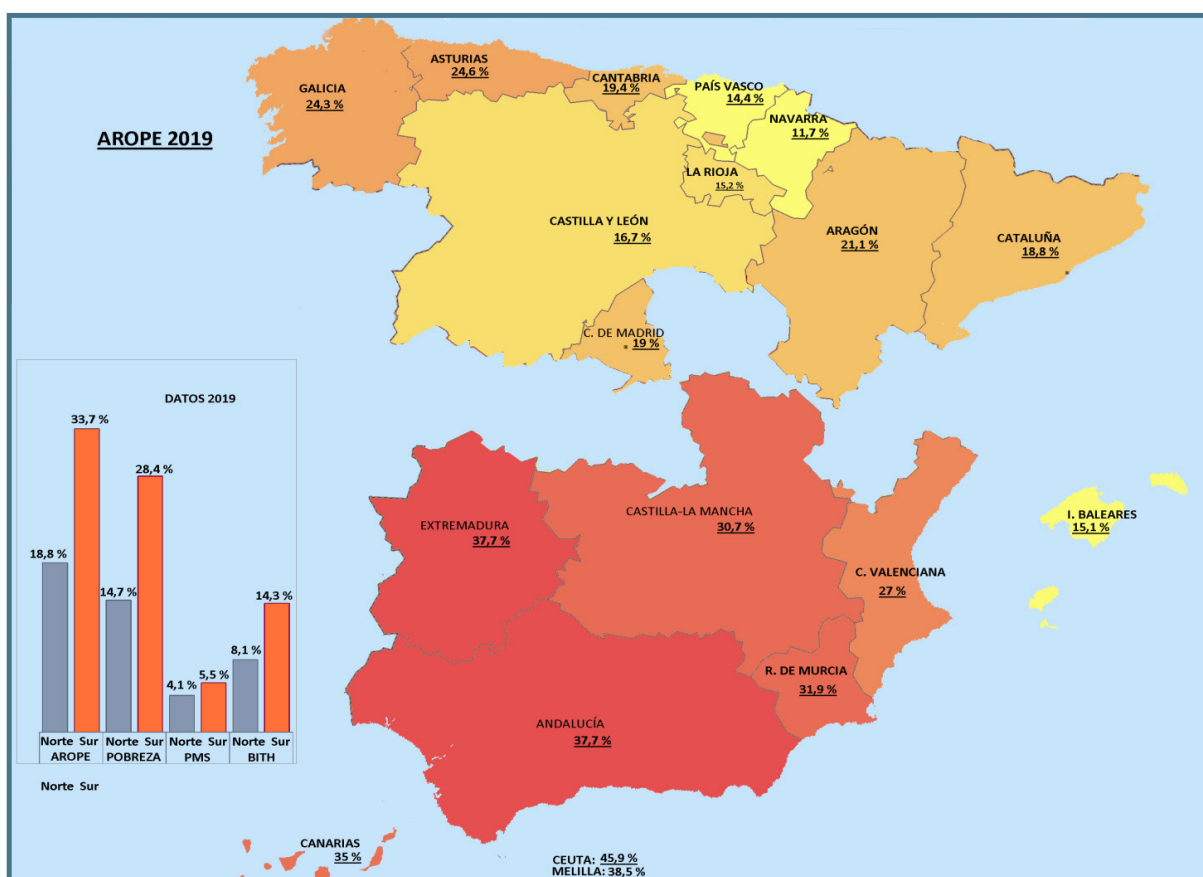 AROPE 2019
ASTURIAS
24,6 %
GALICIA
24,3 %
CANTABRIA
19,4 %
PAÍS VASCO
14,4 %
NAVARRA
11,7 %
LA RIOJA
15,2 %
CASTILLA Y LEÓN
16,7 %
ARAGÓN
21,1 %
CATALUÑA
18,8 %
C. DE MADRID
19 %
EXTREMADURA
37,7 %
CASTILLA-LA MANCHA
30,7 %
C. VALENCIANA
27 %
I. BALEARES
15,1 %
R. DE MURCIA
31,9 %
ANDALUCÍA
37,7 %
CANARIAS
35 %
CEUTA: 45,9 %
MELILLA: 38,5 %
DATOS 2019
18,8 %
33,7 %
14,7 %
28,4 %
4,1 %
5,5 %
8,1 %
14,3 %
Norte Sur Norte Sur Norte Sur Norte Sur
AROPE POBREZA PMS BITH
Norte Sur